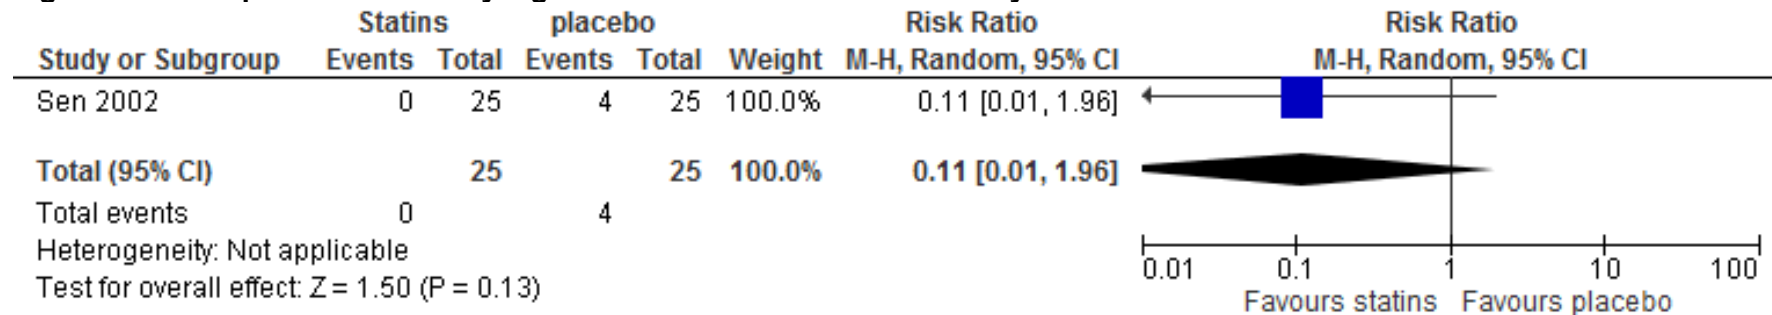 Statins placebo Risk Ratio Risk Ratio
Study or Subgroup Events Total Events Total Weight M-H, Random, 95% CI M-H, Random, 95% CI
Sen 2002 0 25 4 25 100.0% 0.11 [0.01, 1.96]
Total (95% CI) 25 25 100.0% 0.11 [0.01, 1.96]
Total events 0 4
Heterogeneity: Not applicable
Test for overall effect: Z = 1.50 (P = 0.13)
0.01 0.1 1 10 100
Favours statins Favours placebo